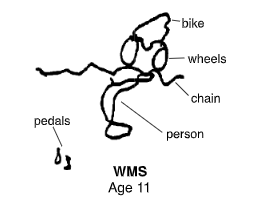 bike
wheels
chain
pedals
person
WMS
Age 11